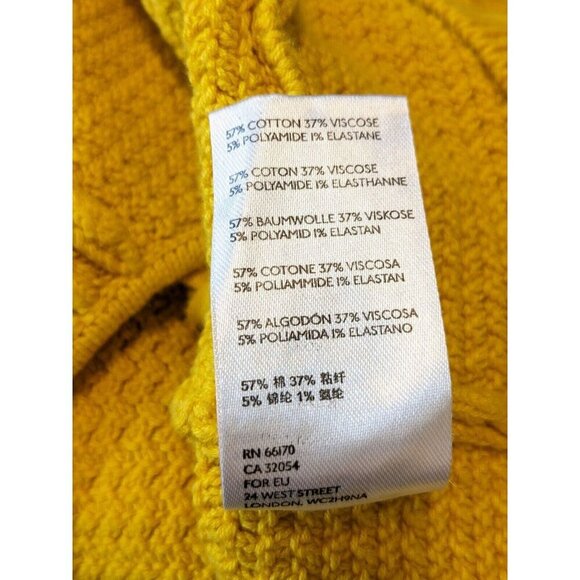 57% COTTON 37% VISCOSE
5% POLYAMIDE 1% ELASTANE
57% COTON 37% VISCOSE
5% POLYAMIDE 1% ELASTHANNE
57% BAUMWOLLE 37% VISKOSE
5% POLYAMID 1% ELASTAN
57% COTONE 37% VISCOSA
5% POLIAMMIDE 1% ELASTAN
57% ALGODÓN 37% VISCOSA
5% POLIAMIDA 1% ELASTANO
57% 棉 37% 粘纤
5% 锦纶 1% 氨纶
RN 66170
CA 32054
FOR EU
24 WEST STREET
LONDON, WC2H9NA